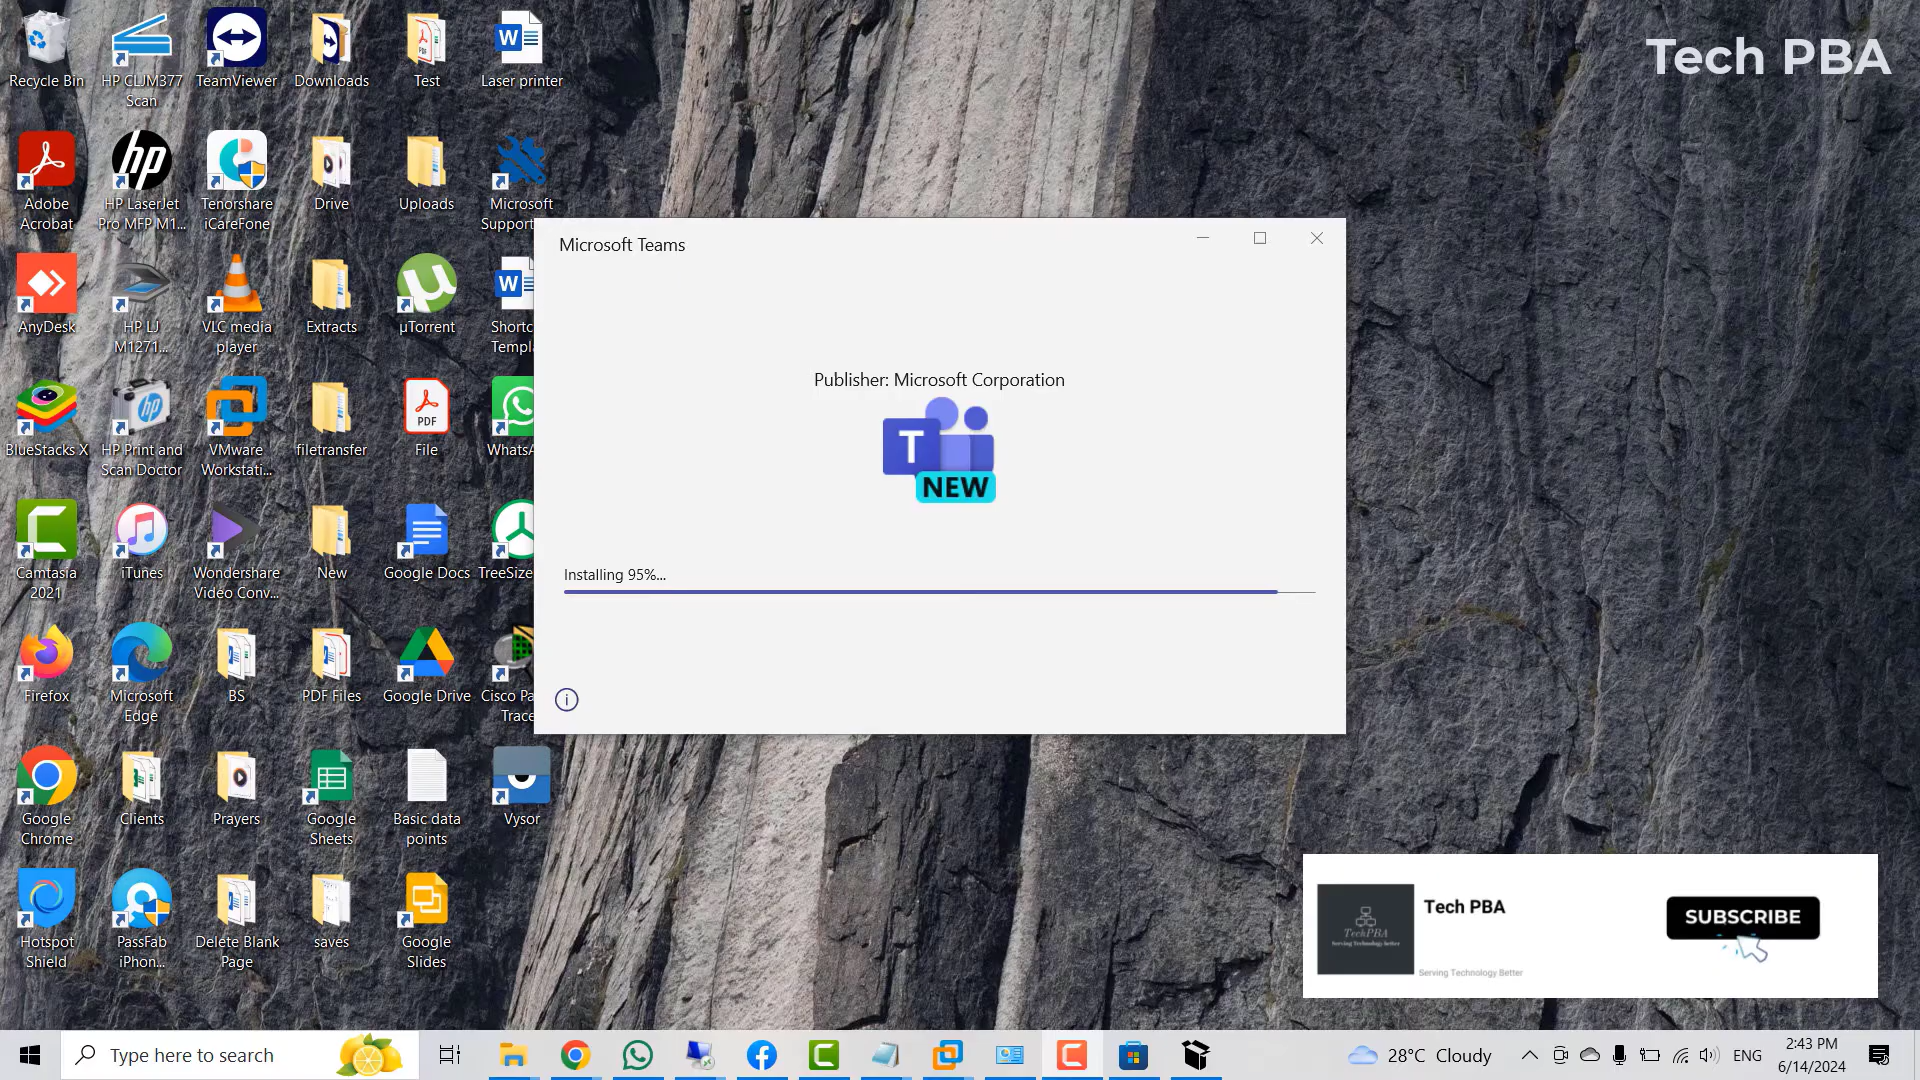 Tech PBA
Recycle Bin
HP CLJM377
Scan
TeamViewer
Downloads
Test
Laser printer
Adobe
Acrobat
HP LaserJet
Pro MFP M1...
Tenorshare
iCareFone
Drive
Uploads
Microsoft
Support
AnyDesk
HP LJ
M1271...
VLC media
player
Extracts
µTorrent
Microsoft Teams
Publisher: Microsoft Corporation
T
NEW
Installing 95%...
BlueStacks X
HP Print and
Scan Doctor
VMware
Workstati...
filetransfer
PDF
File
Camtasia
2021
iTunes
Wondershare
Video Conv...
New
Google Docs
TreeSize
Firefox
Microsoft
Edge
BS
PDF Files
Google Drive
Google
Chrome
Clients
Prayers
Google
Sheets
Basic data
points
Vysor
Hotspot
Shield
PassFab
iPhon...
Delete Blank
Page
saves
Google
Slides
TechPBA
Serving Technology better
Tech PBA
Serving Technology Better
SUBSCRIBE
Type here to search
28°C Cloudy
ENG
2:43 PM
6/14/2024